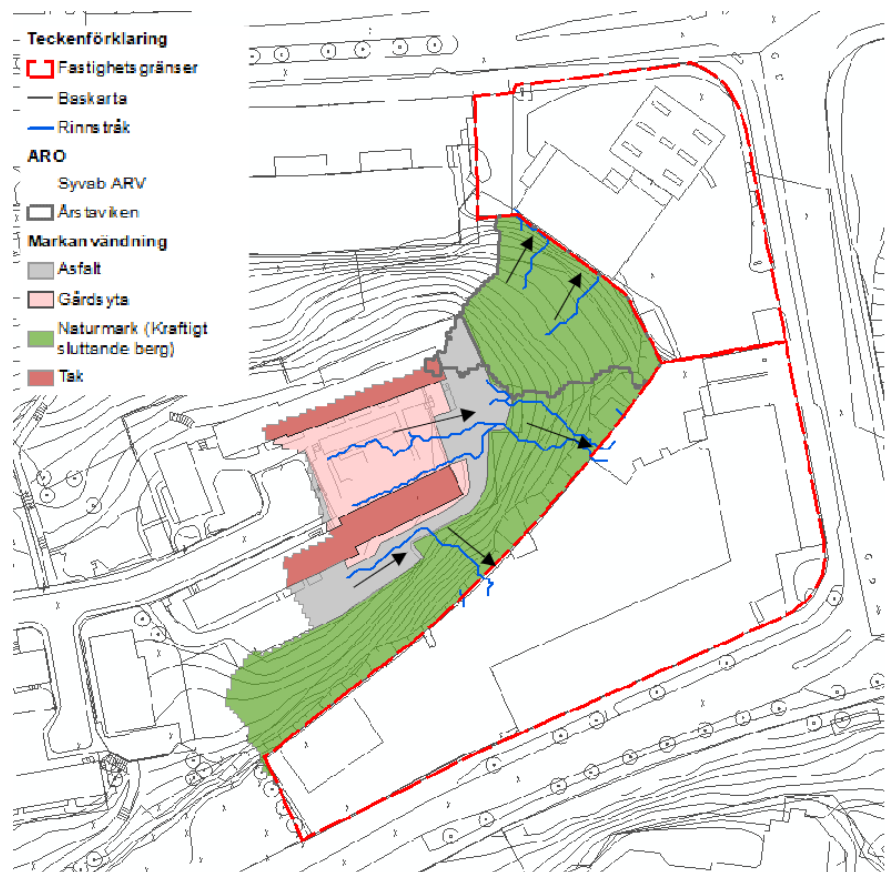 Teckenförklaring
Fastighetsgränser
Baskarta
Rinnstråk
ARO
Syvab ARV
Årstaviken
Markanvändning
Asfalt
Gårdsyta
Naturmark (Kraftigt
sluttande berg)
Tak